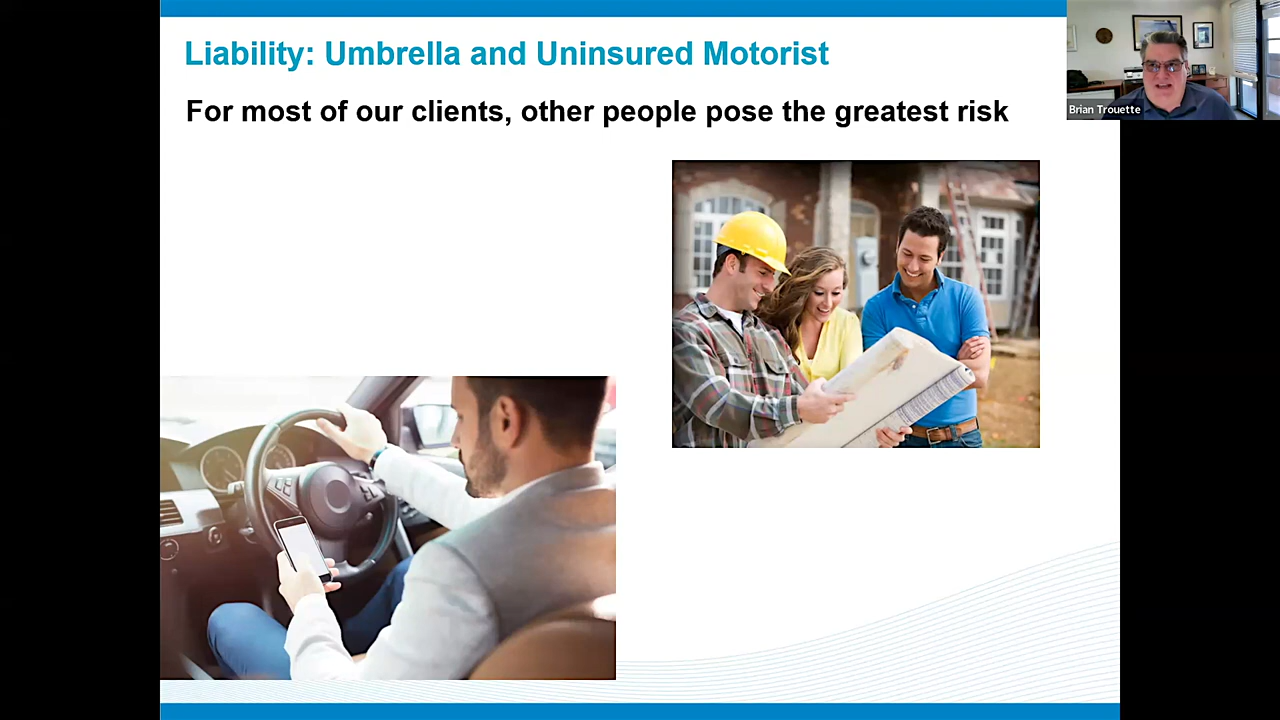 Liability: Umbrella and Uninsured Motorist
For most of our clients, other people pose the greatest risk
Brian Trouette